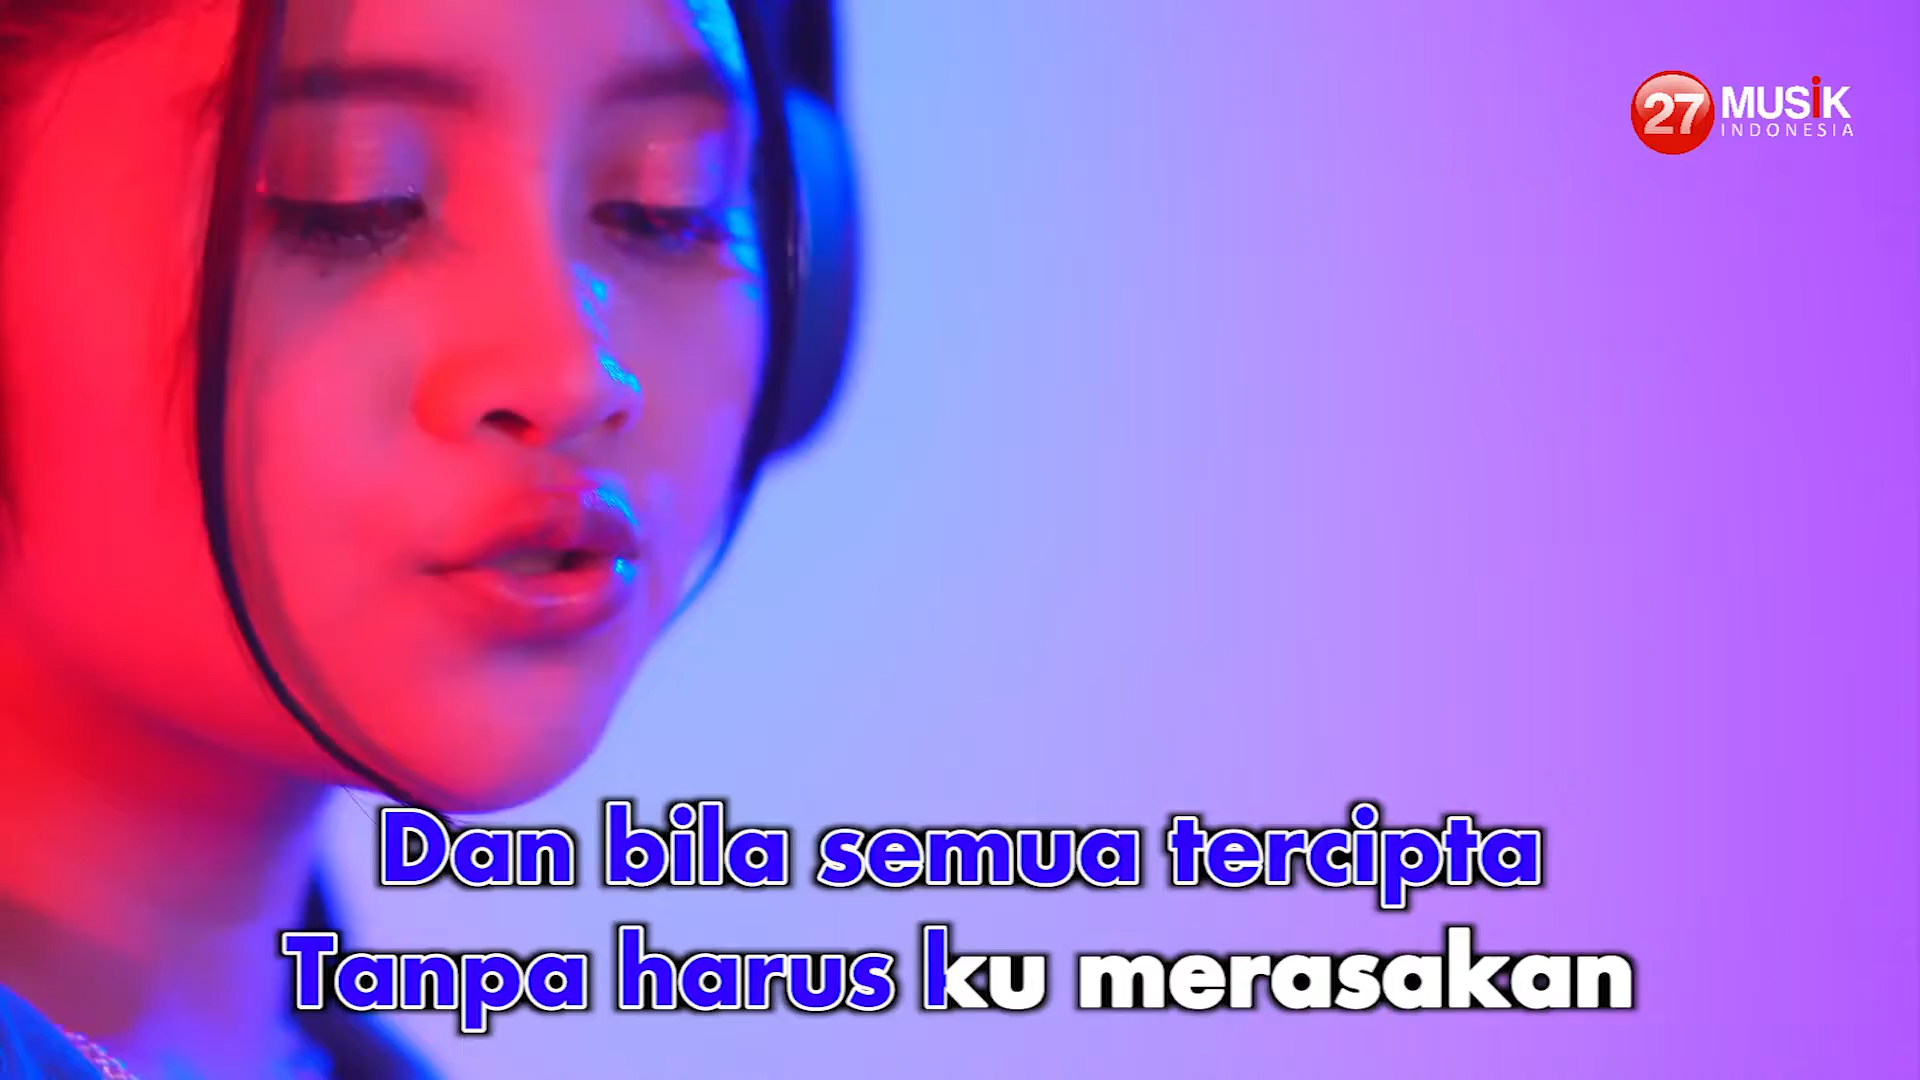 27 MUSiK
INDONESIA
Dan bila semua tercipta
Tanpa harus ku merasakan